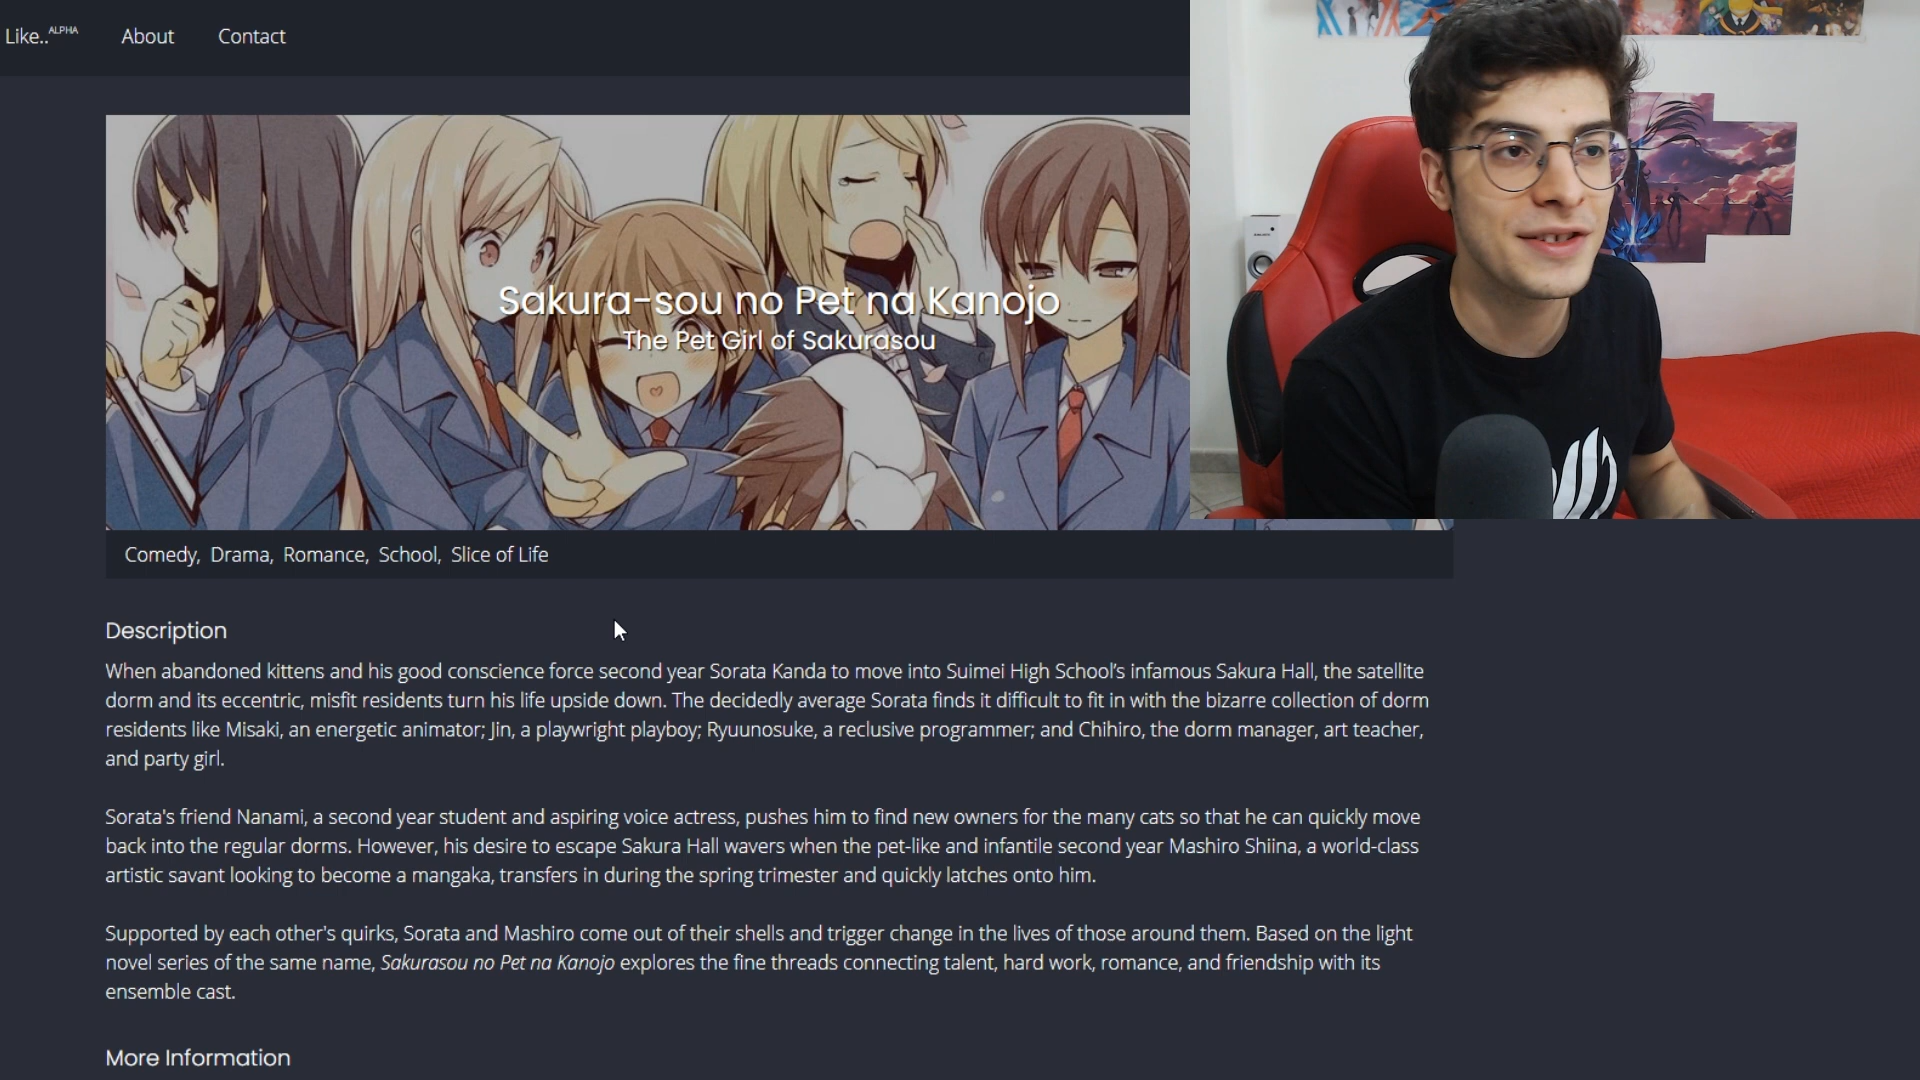 Like..ALPHA About Contact
Sakura-sou no Pet na Kanojo
The Pet Girl of Sakurasou
Comedy, Drama, Romance, School, Slice of Life
Description
When abandoned kittens and his good conscience force second year Sorata Kanda to move into Suimei High School’s infamous Sakura Hall, the satellite
dorm and its eccentric, misfit residents turn his life upside down. The decidedly average Sorata finds it difficult to fit in with the bizarre collection of dorm
residents like Misaki, an energetic animator; Jin, a playwright playboy; Ryuunosuke, a reclusive programmer; and Chihiro, the dorm manager, art teacher,
and party girl.
Sorata's friend Nanami, a second year student and aspiring voice actress, pushes him to find new owners for the many cats so that he can quickly move
back into the regular dorms. However, his desire to escape Sakura Hall wavers when the pet-like and infantile second year Mashiro Shiina, a world-class
artistic savant looking to become a mangaka, transfers in during the spring trimester and quickly latches onto him.
Supported by each other's quirks, Sorata and Mashiro come out of their shells and trigger change in the lives of those around them. Based on the light
novel series of the same name, Sakurasou no Pet na Kanojo explores the fine threads connecting talent, hard work, romance, and friendship with its
ensemble cast.
More Information